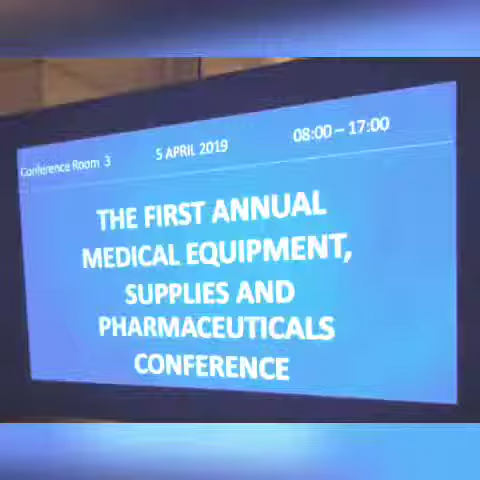 Conference Room 3 5 APRIL 2019 08:00 – 17:00
THE FIRST ANNUAL
MEDICAL EQUIPMENT,
SUPPLIES AND
PHARMACEUTICALS
CONFERENCE